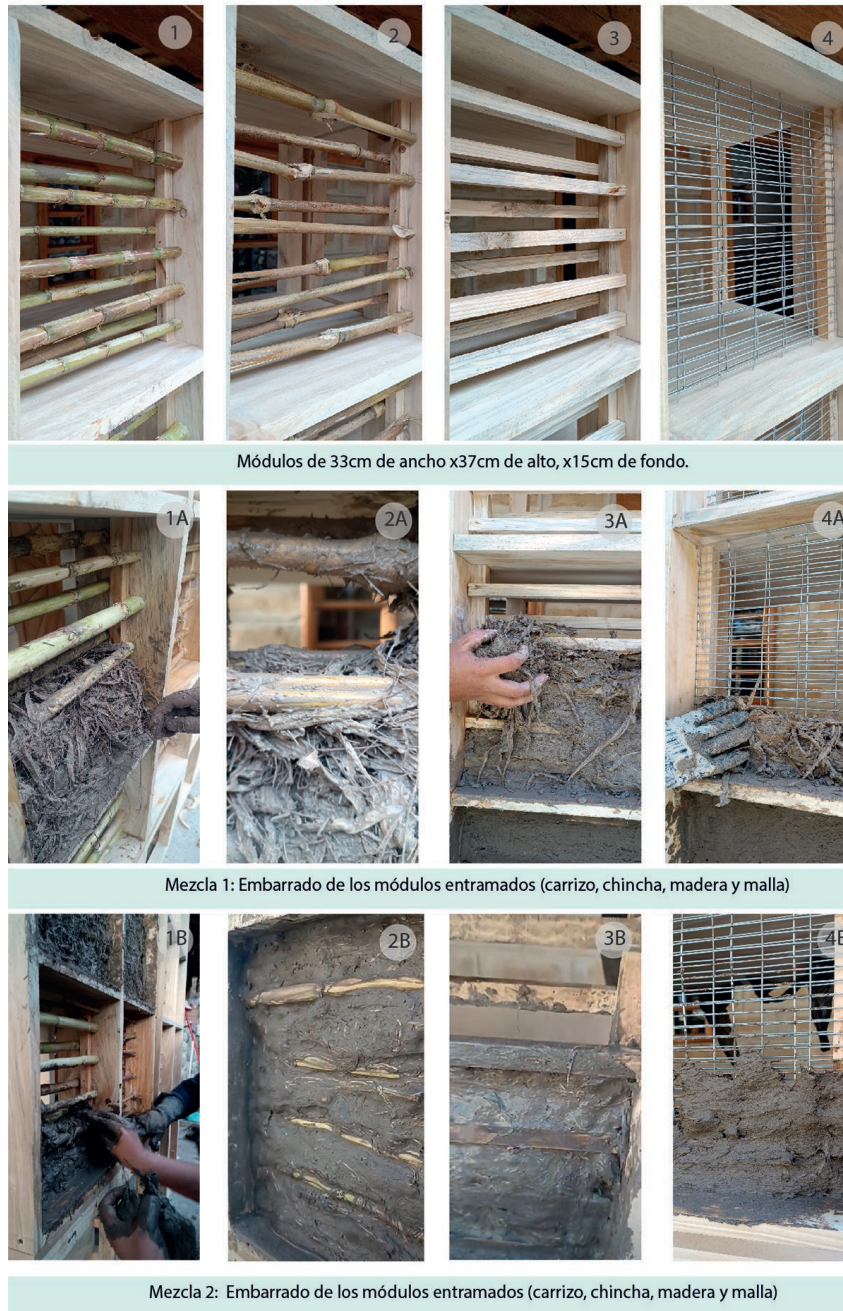 1 2 3 4
Módulos de 33cm de ancho x37cm de alto, x15cm de fondo.
1A 2A 3A 4A
Mezcla 1: Embarrado de los módulos entramados (carrizo, chincha, madera y malla)
1B 2B 3B 4B
Mezcla 2: Embarrado de los módulos entramados (carrizo, chincha, madera y malla)